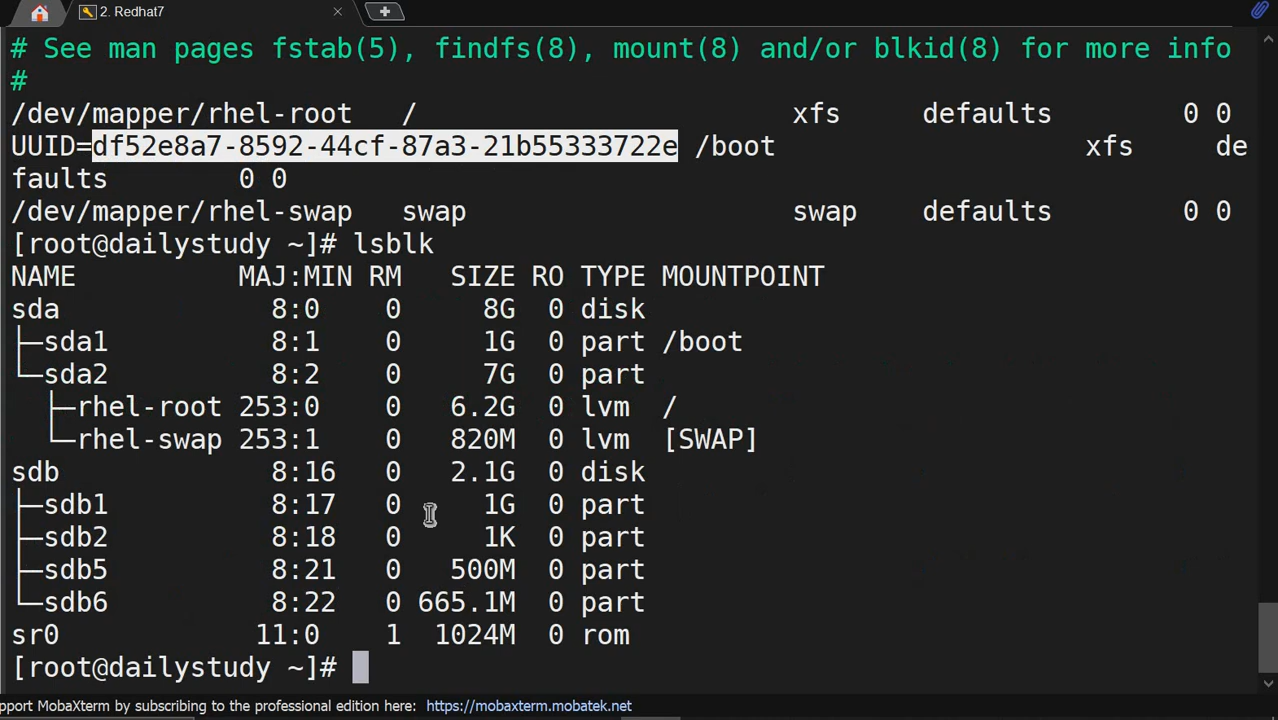 2. Redhat7
# See man pages fstab(5), findfs(8), mount(8) and/or blkid(8) for more info
#
/dev/mapper/rhel-root   /                       xfs     defaults        0 0
UUID=df52e8a7-8592-44cf-87a3-21b55333722e /boot                   xfs     de
faults        0 0
/dev/mapper/rhel-swap   swap                    swap    defaults        0 0
[root@dailystudy ~]# lsblk
NAME          MAJ:MIN RM   SIZE RO TYPE MOUNTPOINT
sda             8:0    0     8G  0 disk
├─sda1          8:1    0     1G  0 part /boot
└─sda2          8:2    0     7G  0 part
  ├─rhel-root 253:0    0   6.2G  0 lvm  /
  └─rhel-swap 253:1    0   820M  0 lvm  [SWAP]
sdb             8:16   0   2.1G  0 disk
├─sdb1          8:17   0     1G  0 part
├─sdb2          8:18   0     1K  0 part
├─sdb5          8:21   0   500M  0 part
└─sdb6          8:22   0 665.1M  0 part
sr0            11:0    1  1024M  0 rom
[root@dailystudy ~]#
pport MobaXterm by subscribing to the professional edition here: https://mobaxterm.mobatek.net